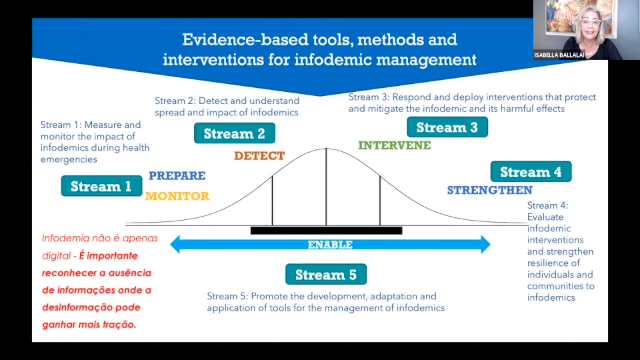 Evidence-based tools, methods and
interventions for infodemic management
ISABELLA BALLALAI
Stream 1: Measure and
monitor the impact of
infodemics during health
emergencies
Stream 1
PREPARE
MONITOR
Stream 2: Detect and understand
spread and impact of infodemics
Stream 2
DETECT
Stream 3: Respond and deploy interventions that protect
and mitigate the infodemic and its harmful effects
Stream 3
INTERVENE
Stream 4
STRENGTHEN
Stream 4:
Evaluate
infodemic
interventions
and strengthen
resilience of
individuals and
communities to
infodemics
ENABLE
Stream 5
Stream 5: Promote the development, adaptation and
application of tools for the management of infodemics
Infodemia não é apenas
digital - É importante
reconhecer a ausência
de informações onde a
desinformação pode
ganhar mais tração.